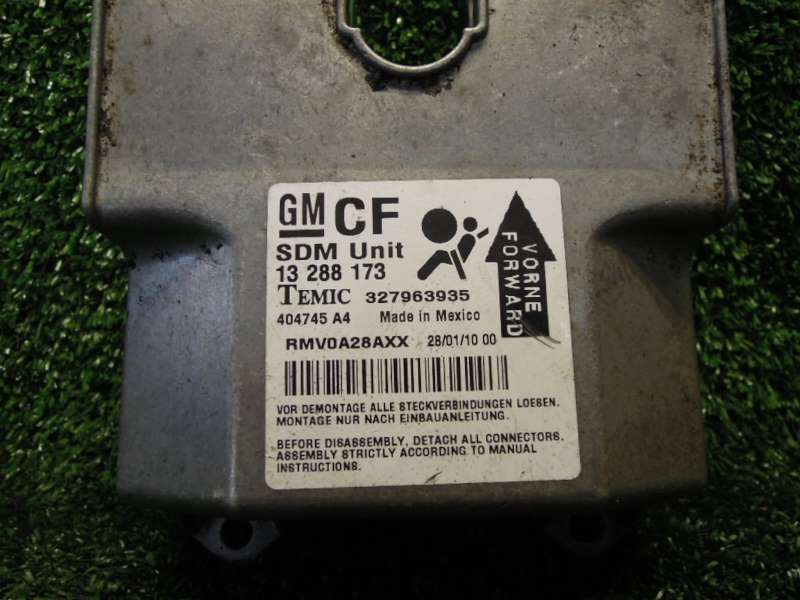 GM CF
SDM Unit
13 288 173
TEMIC 327963935
404745 A4 Made in Mexico
RMV0A28AXX 28/01/10 00
VORNE
FORWARD
VOR DEMONTAGE ALLE STECKVERBINDUNGEN LOESEN.
MONTAGE NUR NACH EINBAUANLEITUNG.
BEFORE DISASSEMBLY, DETACH ALL CONNECTORS.
ASSEMBLY STRICTLY ACCORDING TO MANUAL
INSTRUCTIONS.